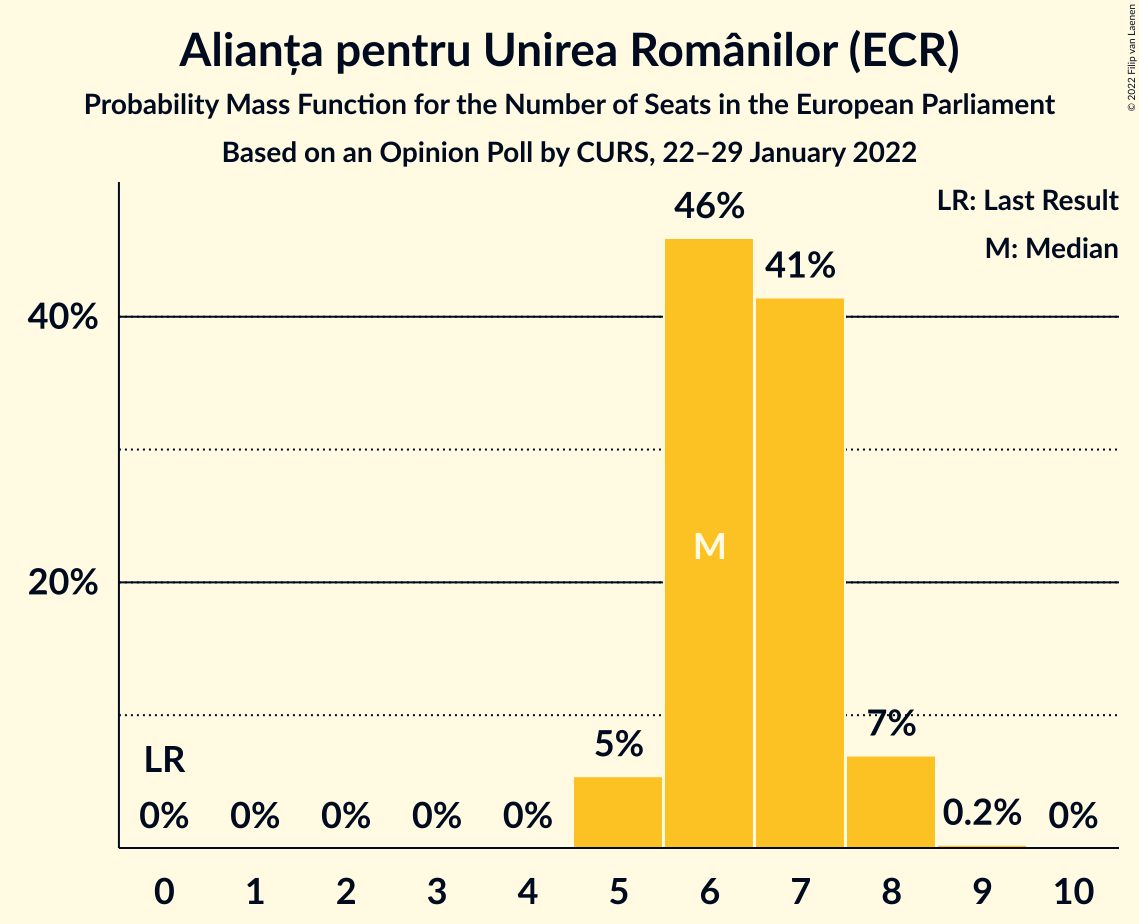 Alianța pentru Unirea Românilor (ECR)
Probability Mass Function for the Number of Seats in the European Parliament
Based on an Opinion Poll by CURS, 22–29 January 2022
© 2022 Filip van Laenen
LR: Last Result
M: Median
46%
41%
40%
M
20%
7%
5%
LR
0% 0% 0% 0% 0% 0.2% 0%
0 1 2 3 4 5 6 7 8 9 10